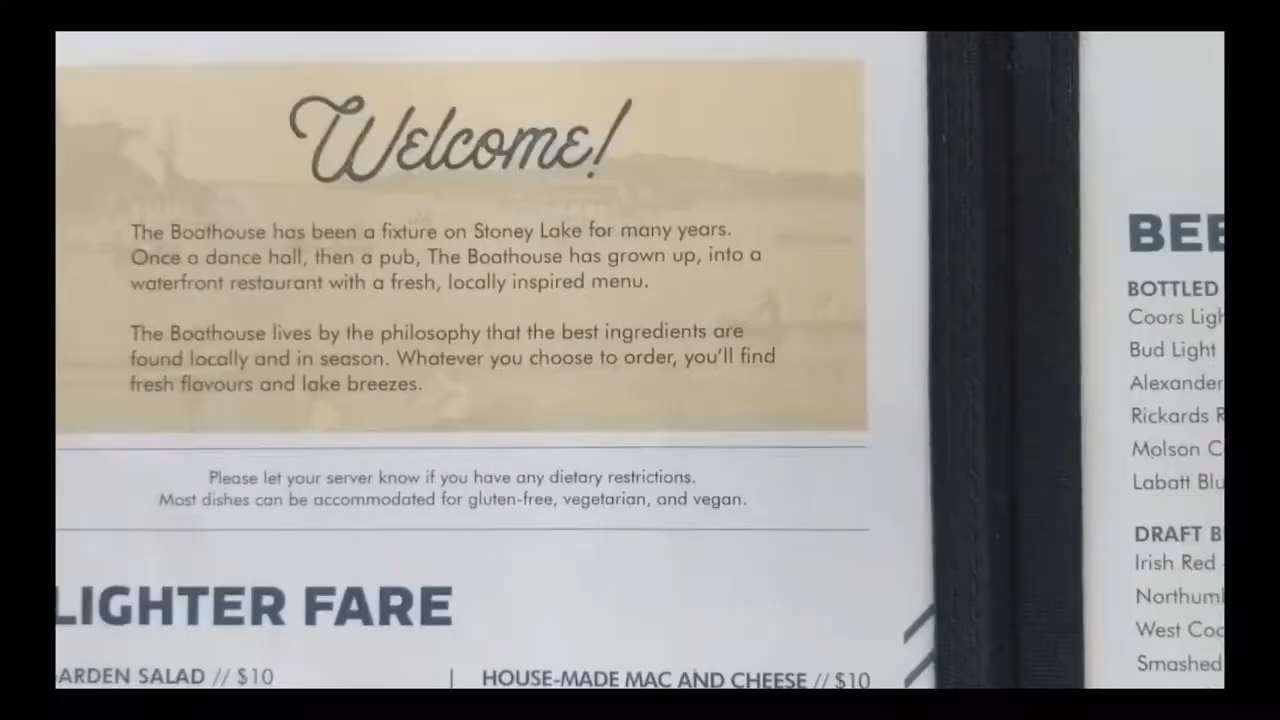 Welcome!
The Boathouse has been a fixture on Stoney Lake for many years.
Once a dance hall, then a pub, The Boathouse has grown up, into a
waterfront restaurant with a fresh, locally inspired menu.
The Boathouse lives by the philosophy that the best ingredients are
found locally and in season. Whatever you choose to order, you'll find
fresh flavours and lake breezes.
Please let your server know if you have any dietary restrictions.
Most dishes can be accommodated for gluten-free, vegetarian, and vegan.
LIGHTER FARE
ARDEN SALAD // $10
HOUSE-MADE MAC AND CHEESE // $10
BEE
BOTTLED
Coors Ligh
Bud Light
Alexander
Rickards R
Molson C
Labatt Blu
DRAFT B
Irish Red
Northuml
West Coa
Smashed